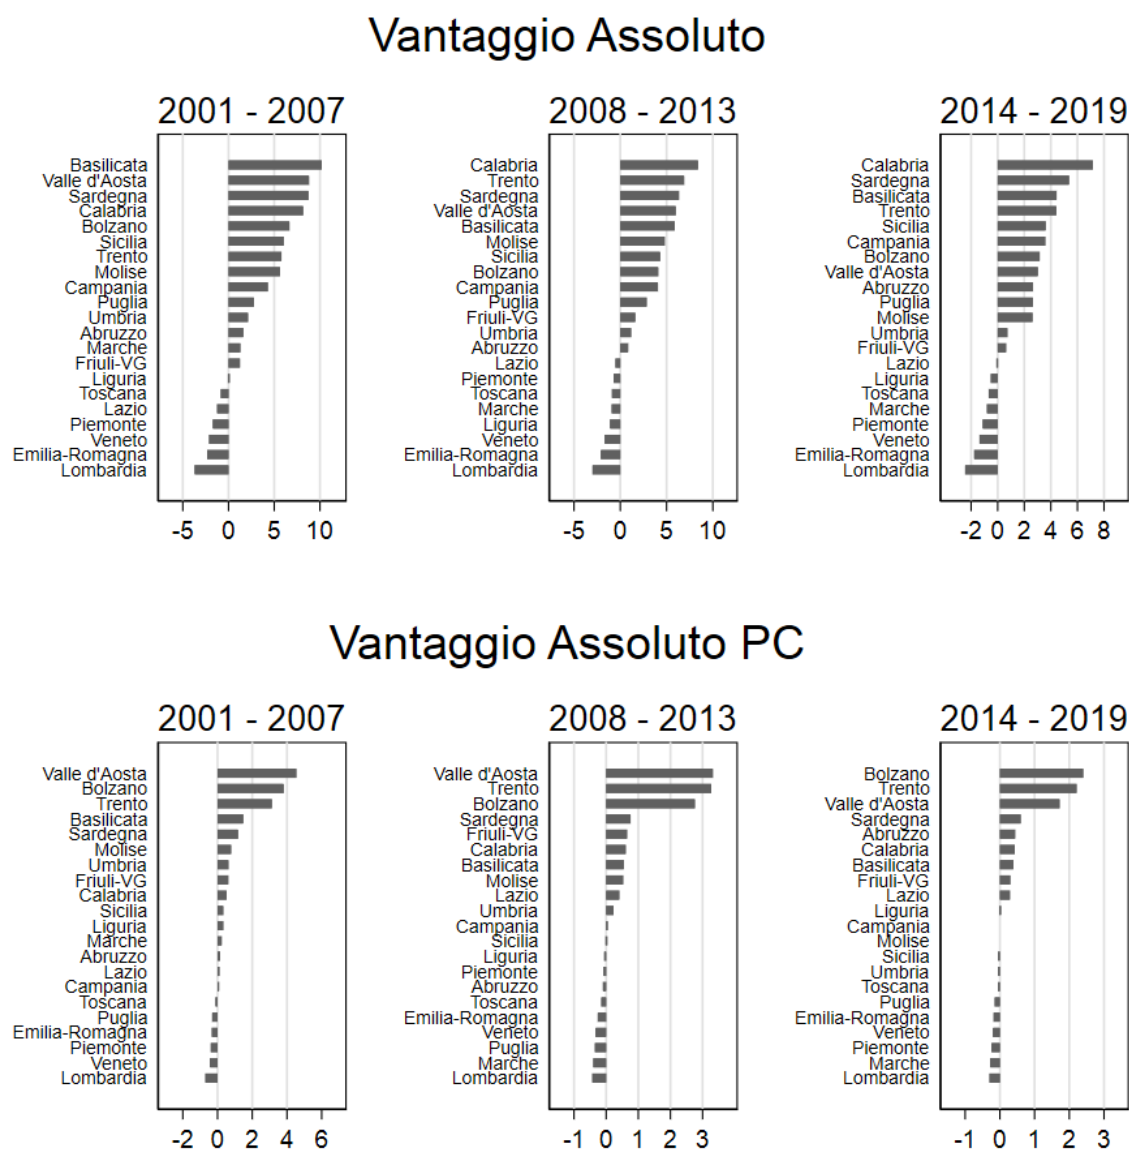 Vantaggio Assoluto
2001 - 2007
Basilicata
Valle d'Aosta
Sardegna
Calabria
Bolzano
Sicilia
Trento
Molise
Campania
Puglia
Umbria
Abruzzo
Marche
Friuli-VG
Liguria
Toscana
Lazio
Piemonte
Veneto
Emilia-Romagna
Lombardia
-5 0 5 10
2008 - 2013
Calabria
Trento
Sardegna
Valle d'Aosta
Basilicata
Molise
Sicilia
Bolzano
Campania
Puglia
Friuli-VG
Umbria
Abruzzo
Lazio
Piemonte
Toscana
Marche
Liguria
Veneto
Emilia-Romagna
Lombardia
-5 0 5 10
2014 - 2019
Calabria
Sardegna
Basilicata
Trento
Sicilia
Campania
Bolzano
Valle d'Aosta
Abruzzo
Puglia
Molise
Umbria
Friuli-VG
Lazio
Liguria
Toscana
Marche
Piemonte
Veneto
Emilia-Romagna
Lombardia
-2 0 2 4 6 8
Vantaggio Assoluto PC
2001 - 2007
Valle d'Aosta
Bolzano
Trento
Basilicata
Sardegna
Molise
Umbria
Friuli-VG
Calabria
Sicilia
Liguria
Marche
Abruzzo
Lazio
Campania
Toscana
Puglia
Emilia-Romagna
Piemonte
Veneto
Lombardia
-2 0 2 4 6
2008 - 2013
Valle d'Aosta
Trento
Bolzano
Sardegna
Friuli-VG
Calabria
Basilicata
Molise
Lazio
Umbria
Campania
Sicilia
Liguria
Piemonte
Abruzzo
Toscana
Emilia-Romagna
Veneto
Puglia
Marche
Lombardia
-1 0 1 2 3
2014 - 2019
Bolzano
Trento
Valle d'Aosta
Sardegna
Abruzzo
Calabria
Basilicata
Friuli-VG
Lazio
Liguria
Campania
Molise
Sicilia
Umbria
Toscana
Puglia
Emilia-Romagna
Veneto
Piemonte
Marche
Lombardia
-1 0 1 2 3